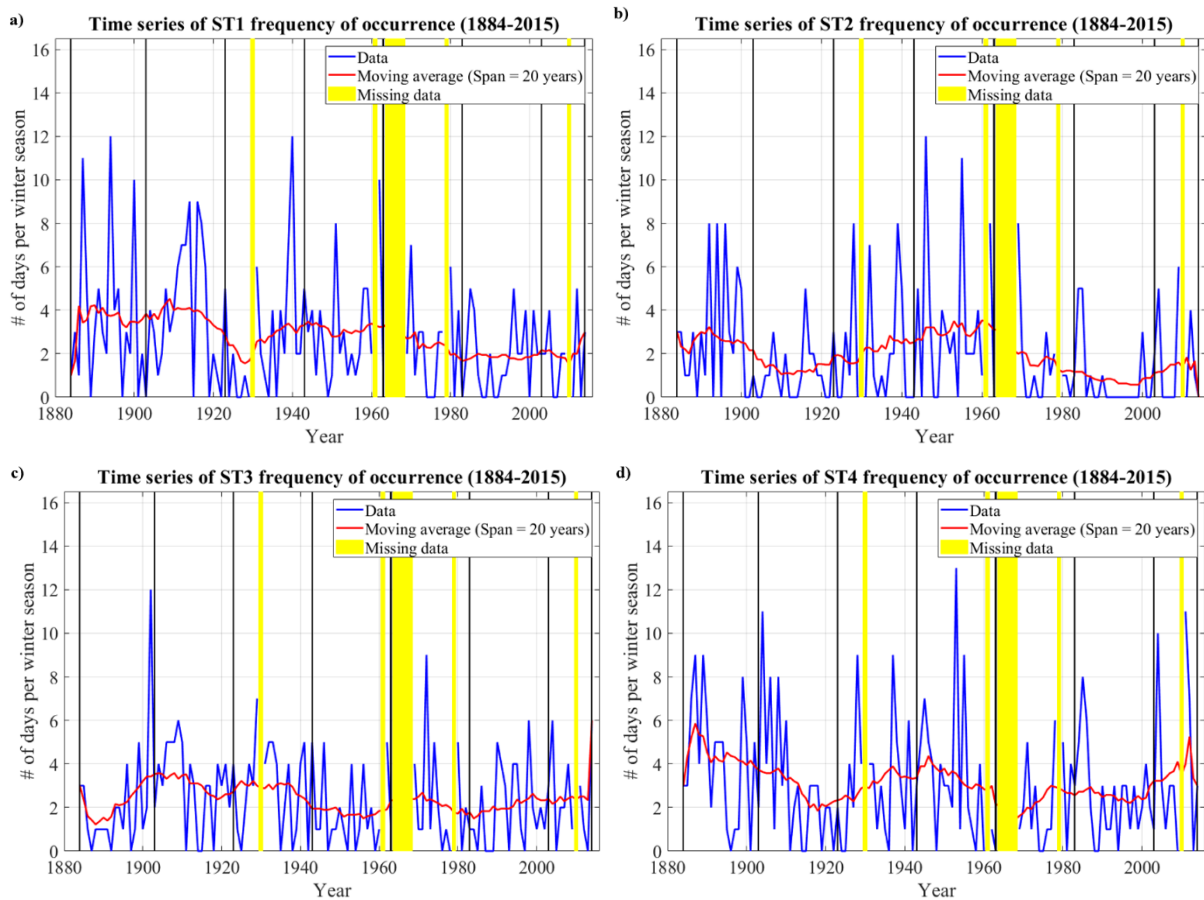 a)
Time series of ST1 frequency of occurrence (1884-2015)
16
14
12
10
8
6
4
2
0
# of days per winter season
Data
Moving average (Span = 20 years)
Missing data
1880 1900 1920 1940 1960 1980 2000
Year
b)
Time series of ST2 frequency of occurrence (1884-2015)
16
14
12
10
8
6
4
2
0
# of days per winter season
Data
Moving average (Span = 20 years)
Missing data
1880 1900 1920 1940 1960 1980 2000
Year
c)
Time series of ST3 frequency of occurrence (1884-2015)
16
14
12
10
8
6
4
2
0
# of days per winter season
Data
Moving average (Span = 20 years)
Missing data
1880 1900 1920 1940 1960 1980 2000
Year
d)
Time series of ST4 frequency of occurrence (1884-2015)
16
14
12
10
8
6
4
2
0
# of days per winter season
Data
Moving average (Span = 20 years)
Missing data
1880 1900 1920 1940 1960 1980 2000
Year